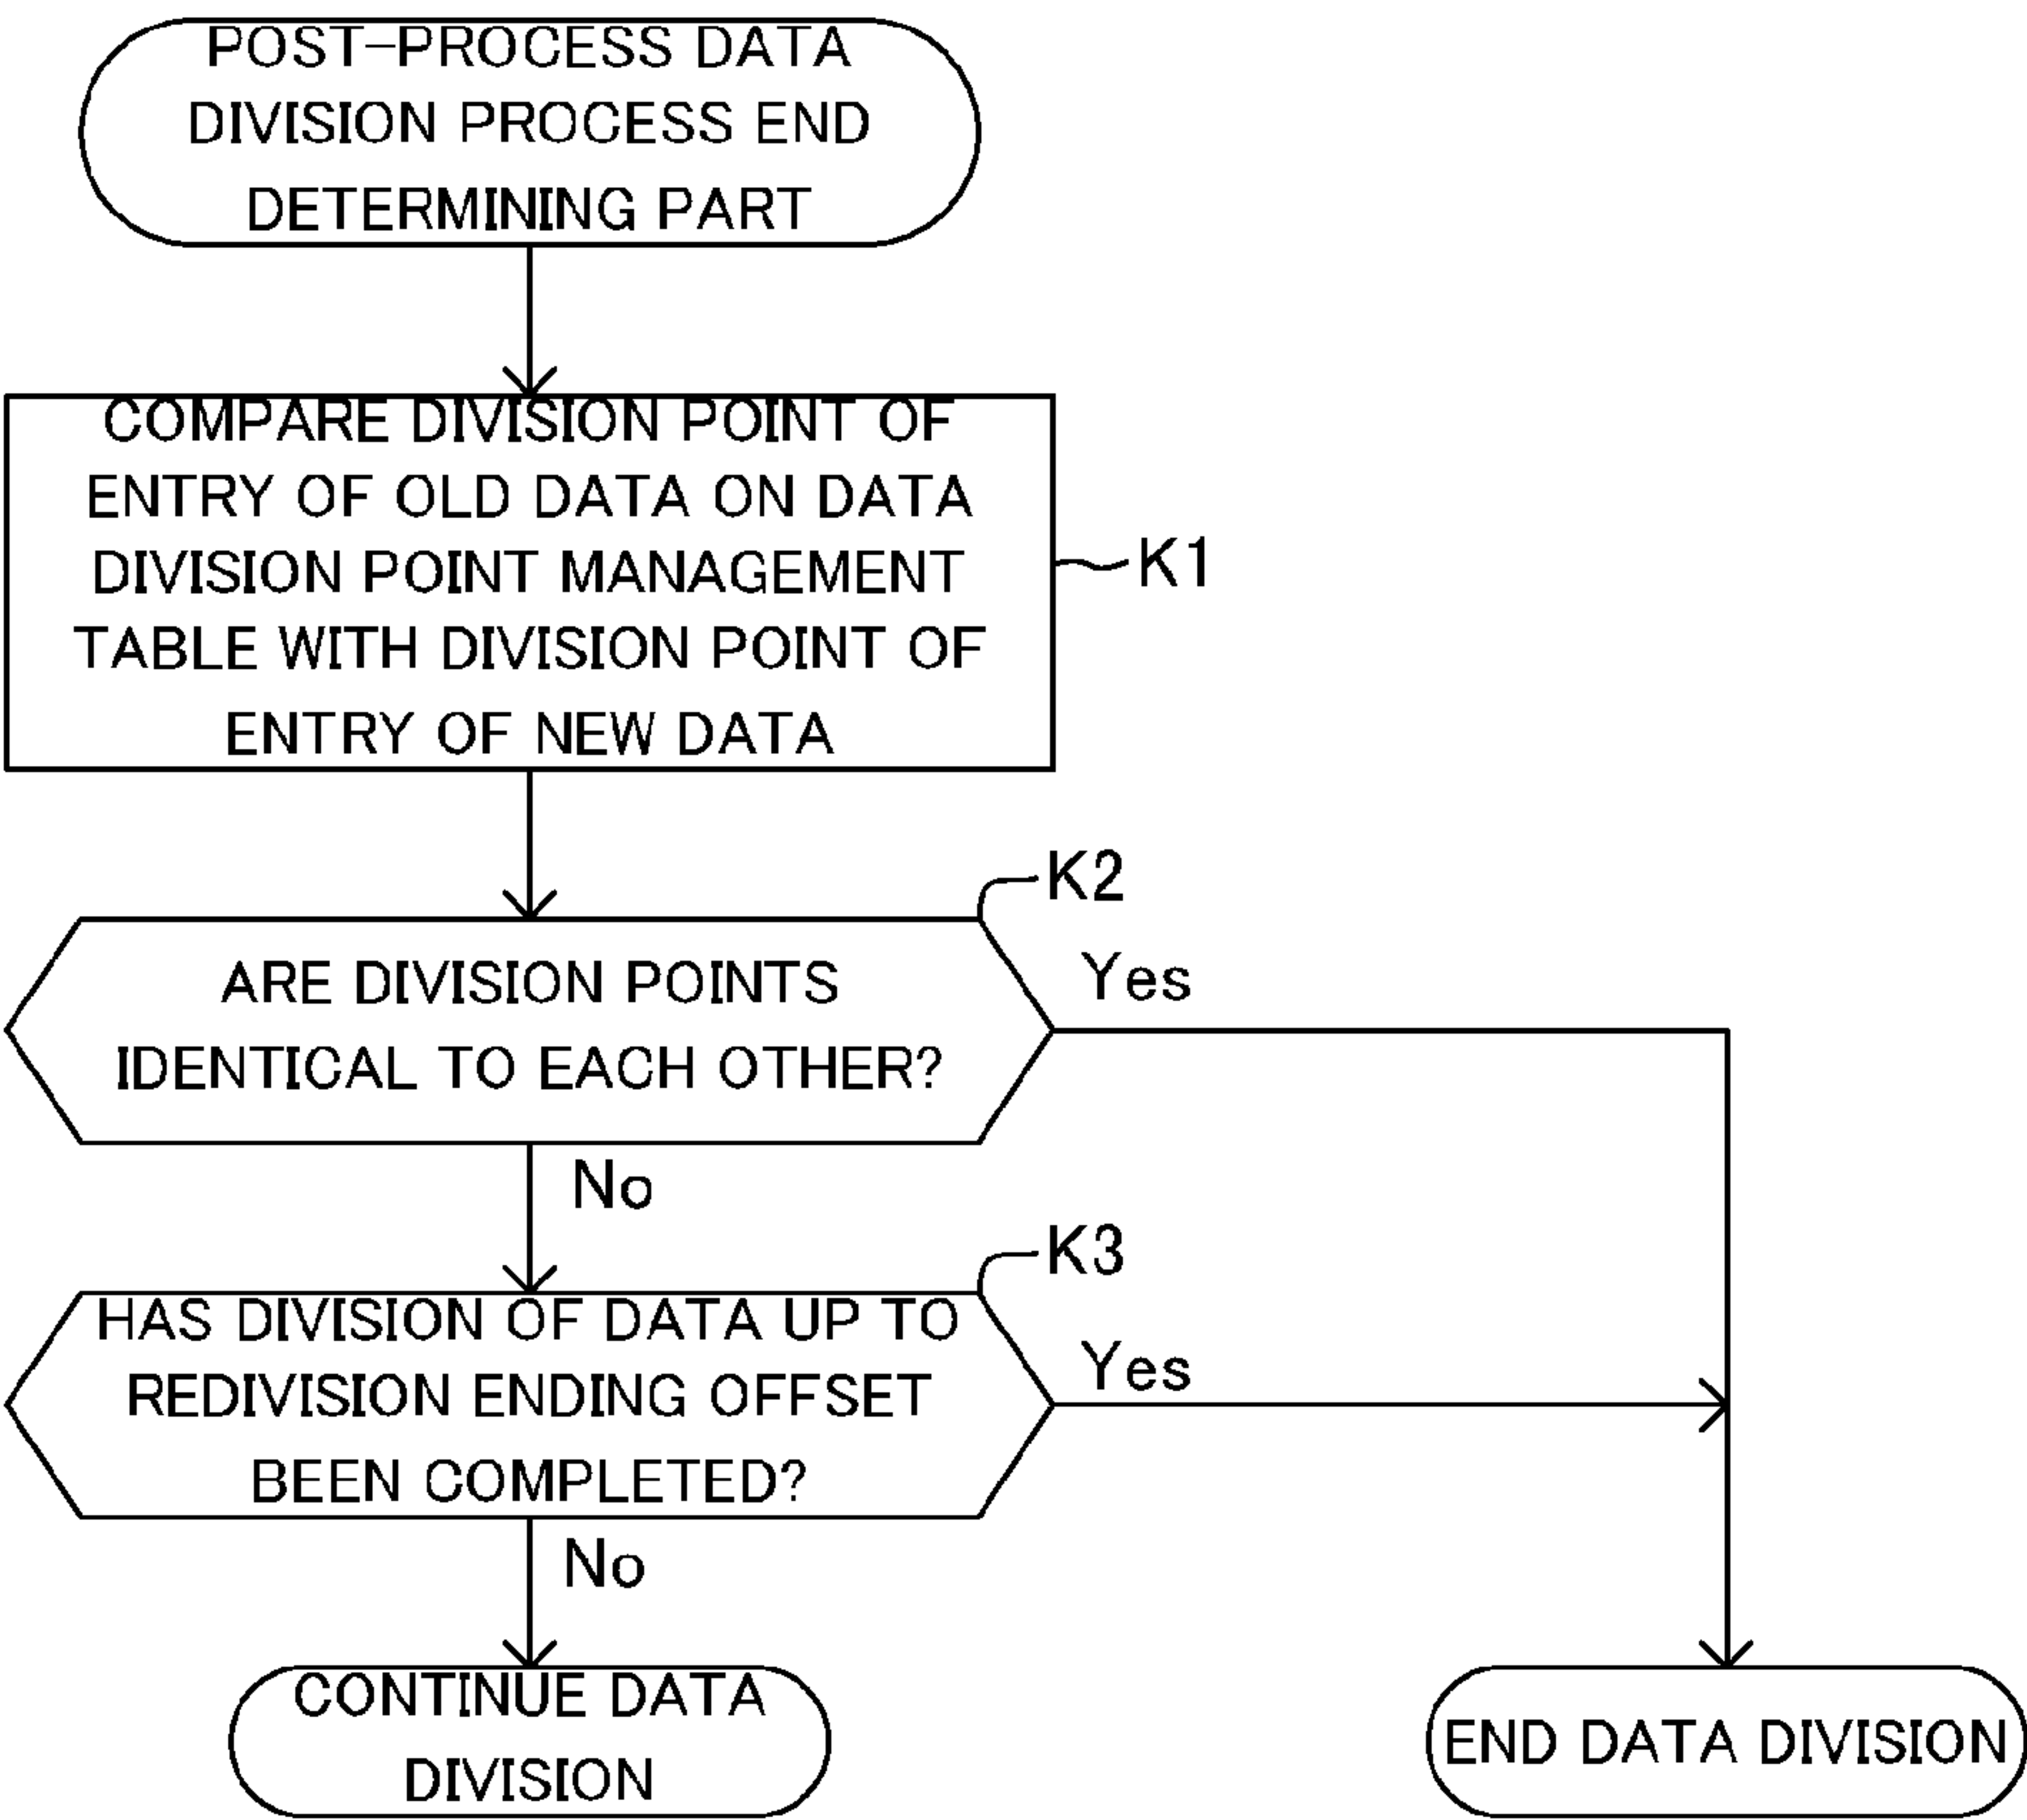 POST-PROCESS DATA
DIVISION PROCESS END
DETERMINING PART
COMPARE DIVISION POINT OF
ENTRY OF OLD DATA ON DATA
DIVISION POINT MANAGEMENT
TABLE WITH DIVISION POINT OF
ENTRY OF NEW DATA
K1
K2
ARE DIVISION POINTS
IDENTICAL TO EACH OTHER?
Yes
No
K3
HAS DIVISION OF DATA UP TO
REDIVISION ENDING OFFSET
BEEN COMPLETED?
Yes
No
CONTINUE DATA
DIVISION
END DATA DIVISION